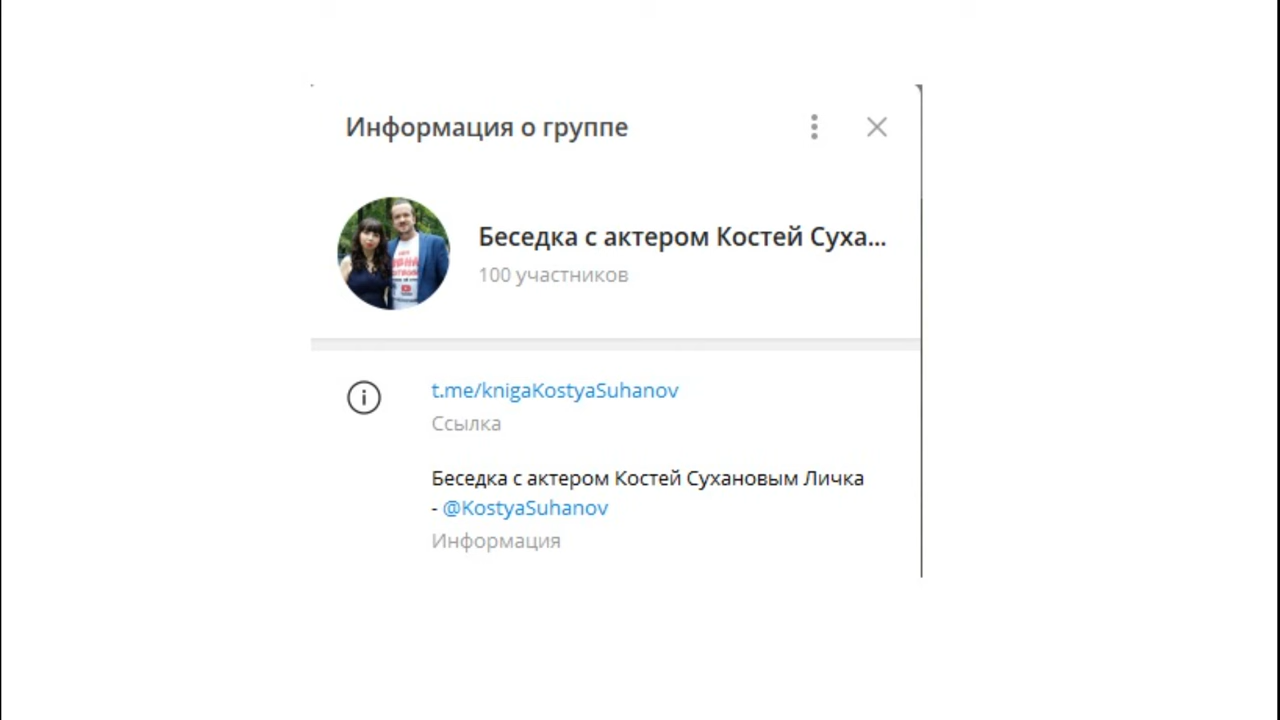 Информация о группе
Беседка с актером Костей Суха...
100 участников
t.me/knigaKostyaSuhanov
Ссылка
Беседка с актером Костей Сухановым Личка
- @KostyaSuhanov
Информация